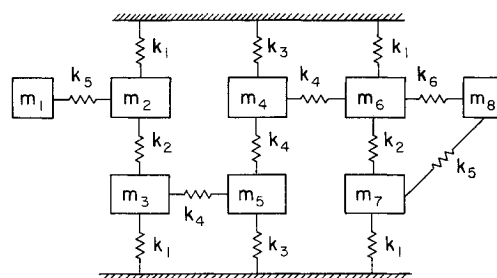 k₁ k₃ k₁
k₅ k₄ k₆
m₁ m₂ m₄ m₆ m₈
k₂ k₄ k₂
k₅
m₃ m₅ m₇
k₄
k₁ k₃ k₁